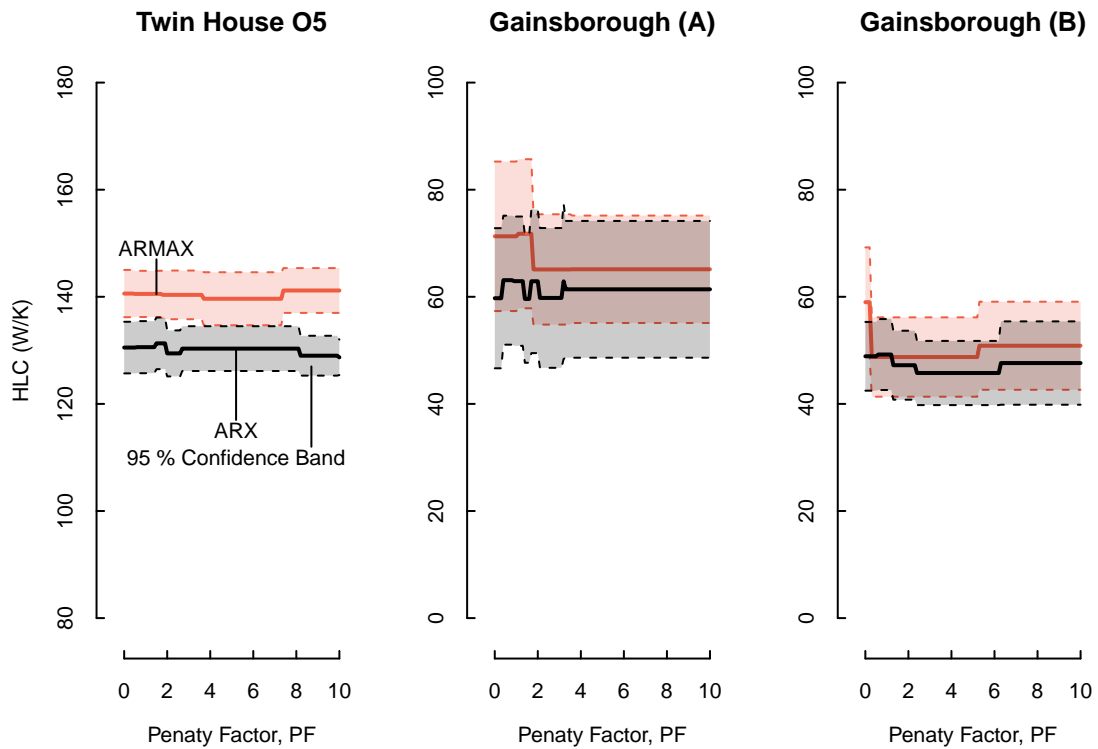 Twin House O5
Gainsborough (A)
Gainsborough (B)
HLC (W/K)
180
160
140
120
100
80
ARMAX
ARX
95 % Confidence Band
0 2 4 6 8 10
Penaty Factor, PF
100
80
60
40
20
0
0 2 4 6 8 10
Penaty Factor, PF
100
80
60
40
20
0
0 2 4 6 8 10
Penaty Factor, PF